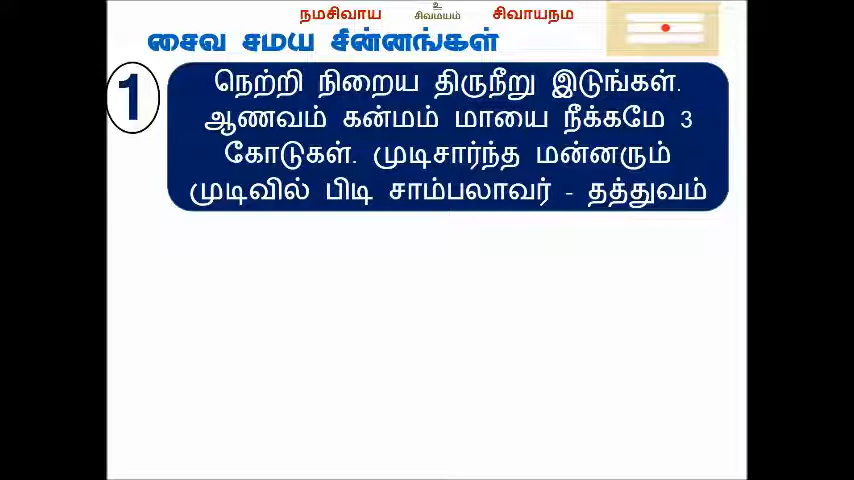 நமசிவாய உ சிவாயநம
சிவமயம்
சைவ சமய சின்னங்கள்
1 நெற்றி நிறைய திருநீறு இடுங்கள்.
ஆணவம் கன்மம் மாயை நீக்கமே 3
கோடுகள். முடிசார்ந்த மன்னரும்
முடிவில் பிடி சாம்பலாவர் - தத்துவம்